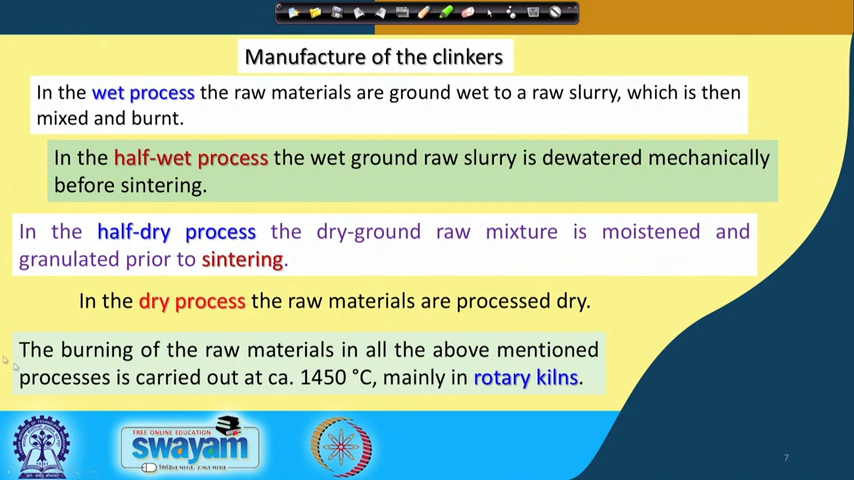 Manufacture of the clinkers
In the wet process the raw materials are ground wet to a raw slurry, which is then
mixed and burnt.
In the half-wet process the wet ground raw slurry is dewatered mechanically
before sintering.
In the half-dry process the dry-ground raw mixture is moistened and
granulated prior to sintering.
In the dry process the raw materials are processed dry.
The burning of the raw materials in all the above mentioned
processes is carried out at ca. 1450 °C, mainly in rotary kilns.
FREE ONLINE EDUCATION
swayam
7